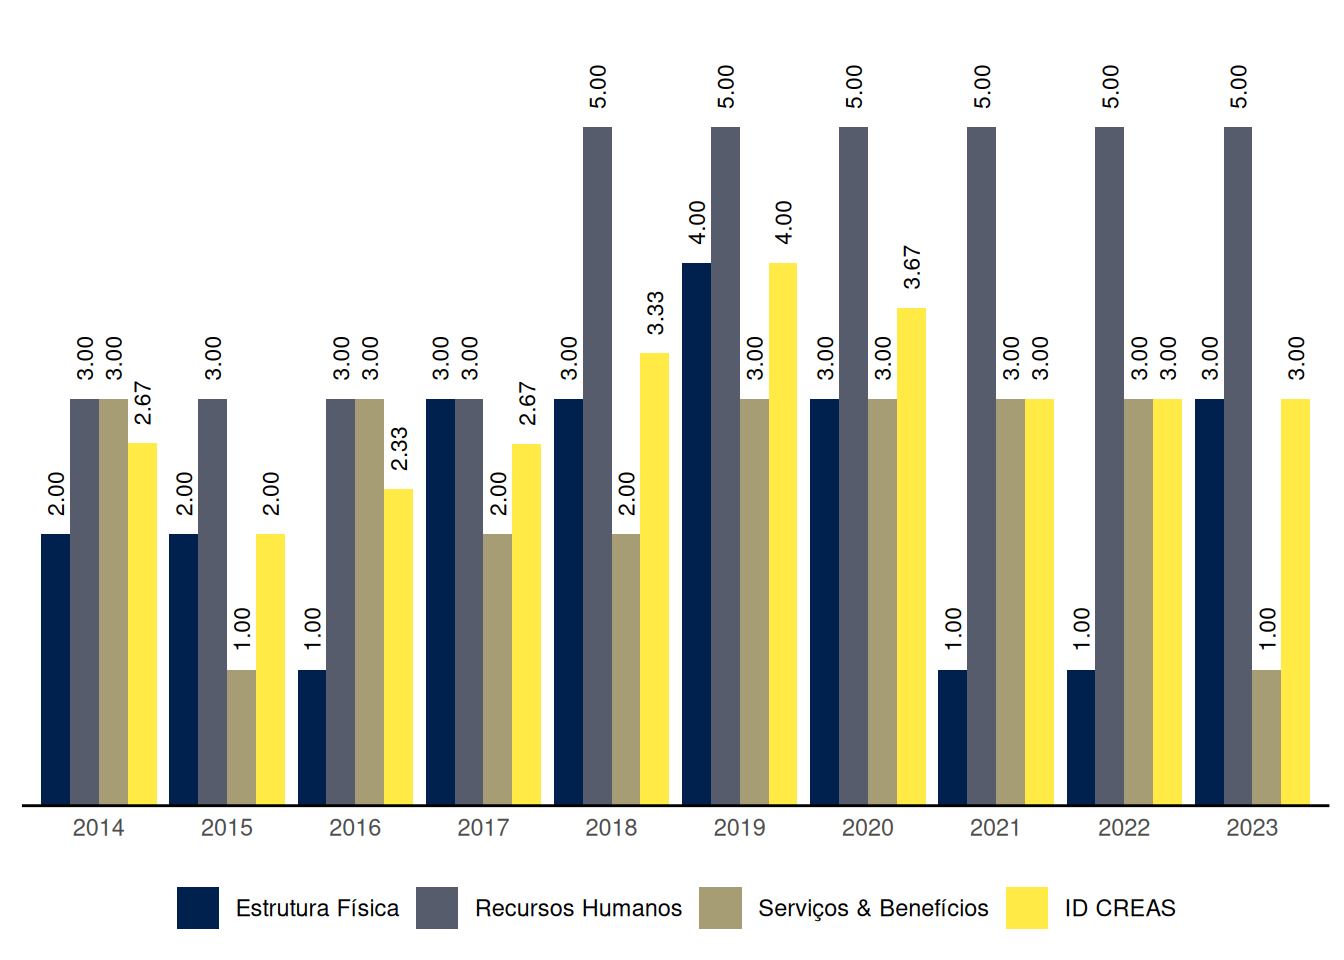 5.00 5.00 5.00 5.00 5.00 5.00
4.00 4.00
3.67
3.33
3.00 3.00 3.00 3.00 3.00 3.00 3.00 3.00 3.00 3.00 3.00 3.00 3.00 3.00 3.00 3.00 3.00
2.67 2.67
2.33
2.00 2.00 2.00 2.00 2.00
1.00 1.00 1.00 1.00 1.00
2014 2015 2016 2017 2018 2019 2020 2021 2022 2023
Estrutura Física Recursos Humanos Serviços & Benefícios ID CREAS